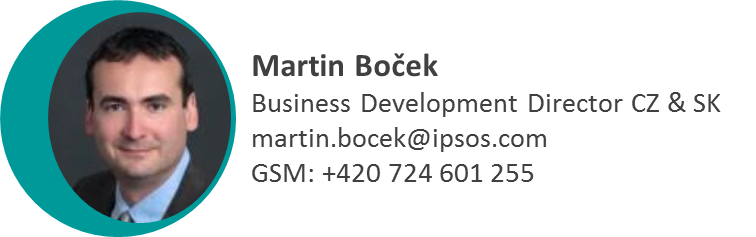 Martin Boček
Business Development Director CZ & SK
martin.bocek@ipsos.com
GSM: +420 724 601 255